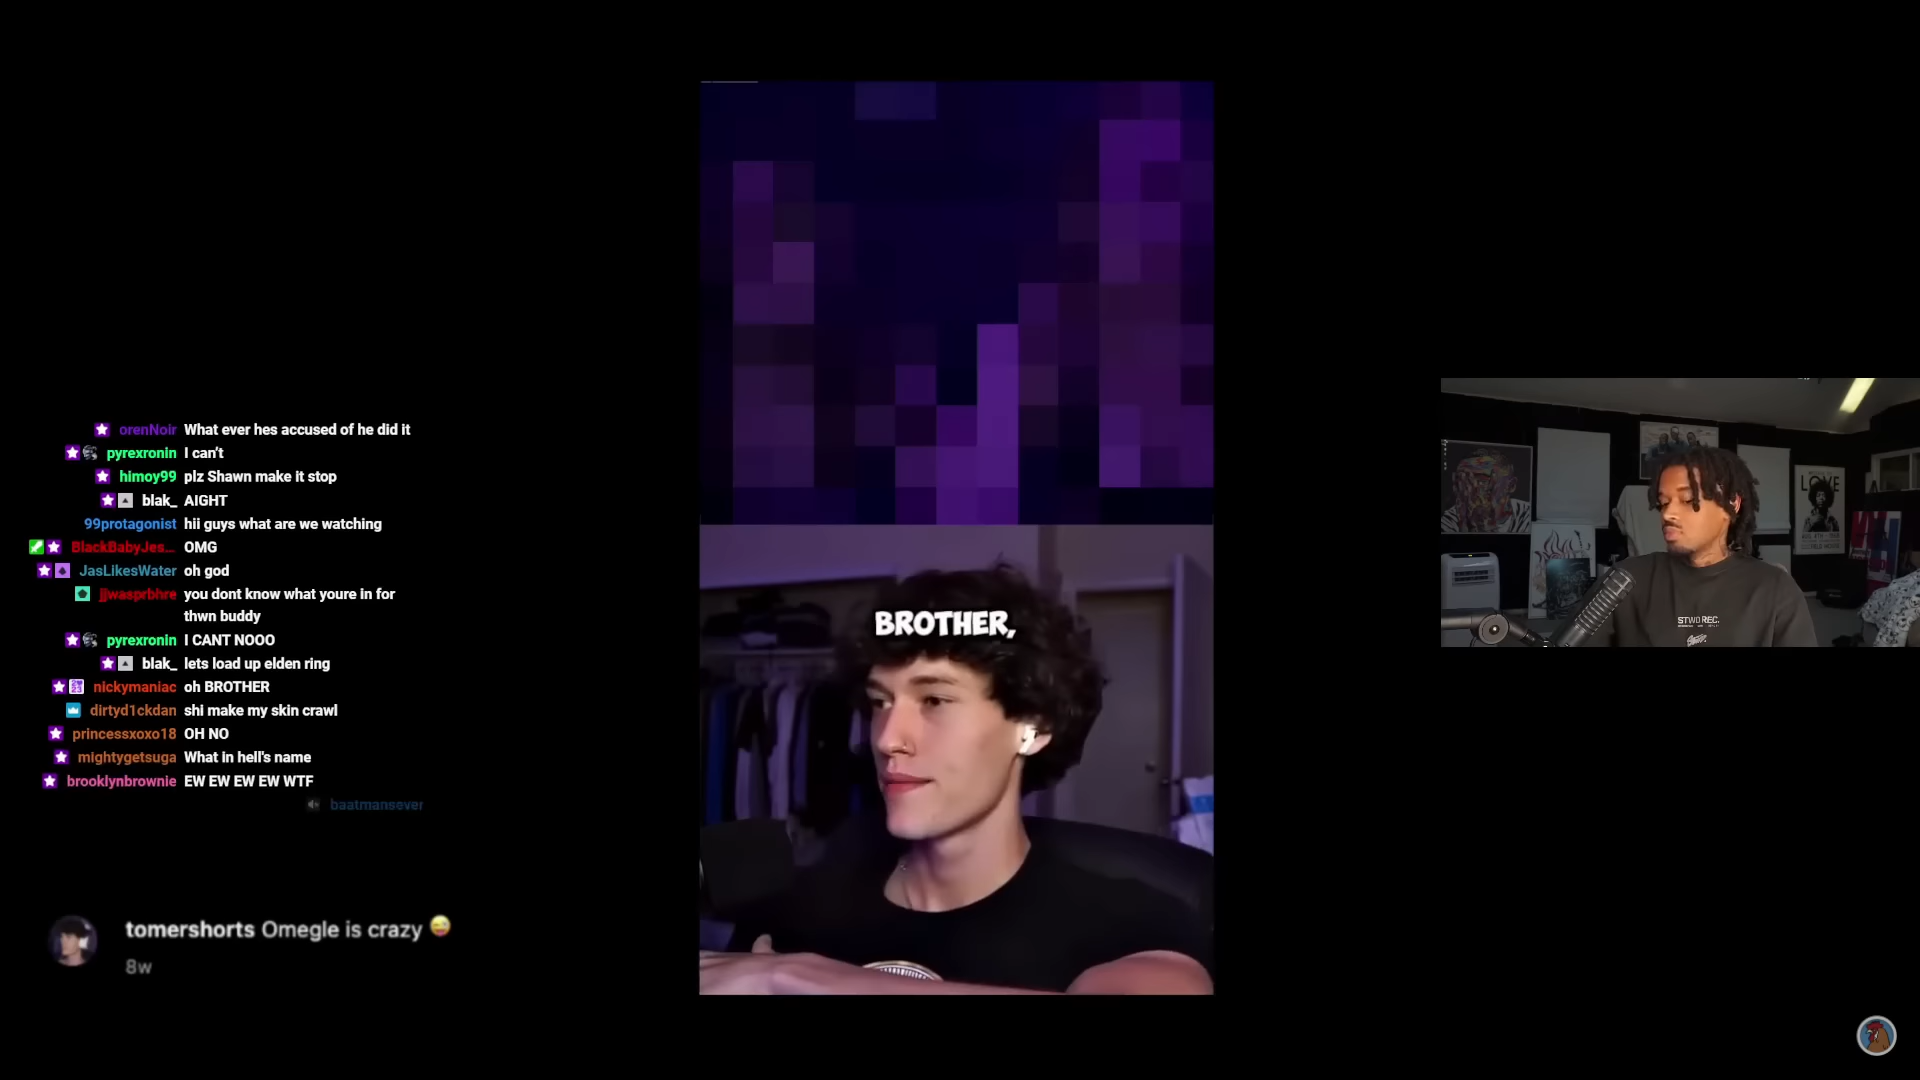 orenNoir What ever hes accused of he did it
pyrexronin I can't
himoy99 plz Shawn make it stop
blak_ AIGHT
99protagonist hii guys what are we watching
BlackBabyJes... OMG
JasLikesWater oh god
jjwasprbhre you dont know what youre in for
thwn buddy
pyrexronin I CANT NOOO
blak_ lets load up elden ring
nickymaniac oh BROTHER
dirtyd1ckdan shi make my skin crawl
princessxoxo18 OH NO
mightygetsuga What in hell's name
brooklynbrownie EW EW EW EW WTF
baatmansever
tomershorts Omegle is crazy
8w
BROTHER,
LOVE
STWD REC.